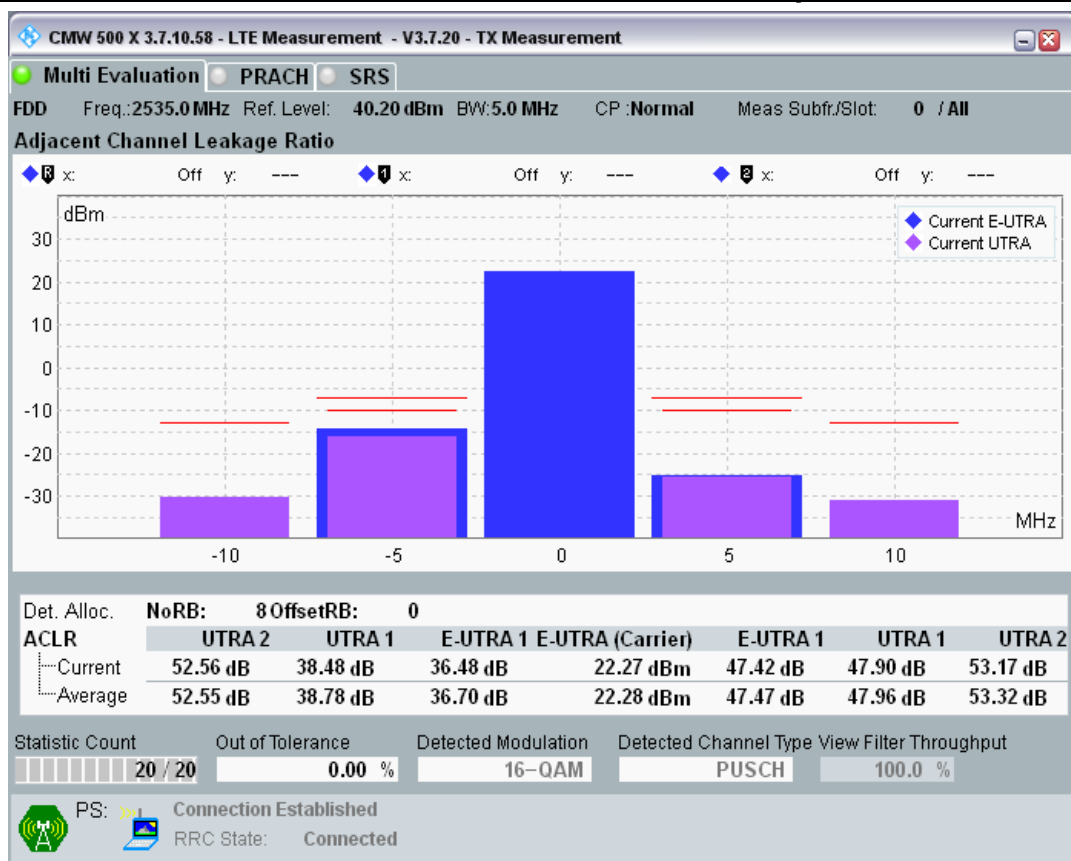 CMW 500 X 3.7.10.58 - LTE Measurement - V3.7.20 - TX Measurement
Multi Evaluation PRACH SRS
FDD Freq.:2535.0 MHz Ref. Level: 40.20 dBm BW:5.0 MHz CP :Normal Meas Subfr./Slot: 0 / All
Adjacent Channel Leakage Ratio
R x: Off y: --- 1 x: Off y: --- 2 x: Off y: ---
dBm
Current E-UTRA
Current UTRA
30
20
10
0
-10
-20
-30
MHz
-10 -5 0 5 10
Det. Alloc. NoRB: 8 OffsetRB: 0
ACLR UTRA 2 UTRA 1 E-UTRA 1 E-UTRA (Carrier) E-UTRA 1 UTRA 1 UTRA 2
Current 52.56 dB 38.48 dB 36.48 dB 22.27 dBm 47.42 dB 47.90 dB 53.17 dB
Average 52.55 dB 38.78 dB 36.70 dB 22.28 dBm 47.47 dB 47.96 dB 53.32 dB
Statistic Count Out of Tolerance Detected Modulation Detected Channel Type View Filter Throughput
20 / 20 0.00 % 16-QAM PUSCH 100.0 %
PS: Connection Established
RRC State: Connected